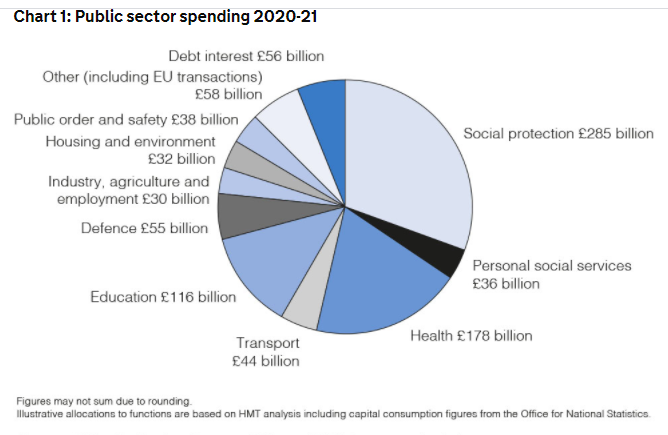 Chart 1: Public sector spending 2020-21
Debt interest £56 billion
Other (including EU transactions)
£58 billion
Public order and safety £38 billion
Housing and environment
£32 billion
Industry, agriculture and
employment £30 billion
Defence £55 billion
Education £116 billion
Transport
£44 billion
Social protection £285 billion
Personal social services
£36 billion
Health £178 billion
Figures may not sum due to rounding.
Illustrative allocations to functions are based on HMT analysis including capital consumption figures from the Office for National Statistics.